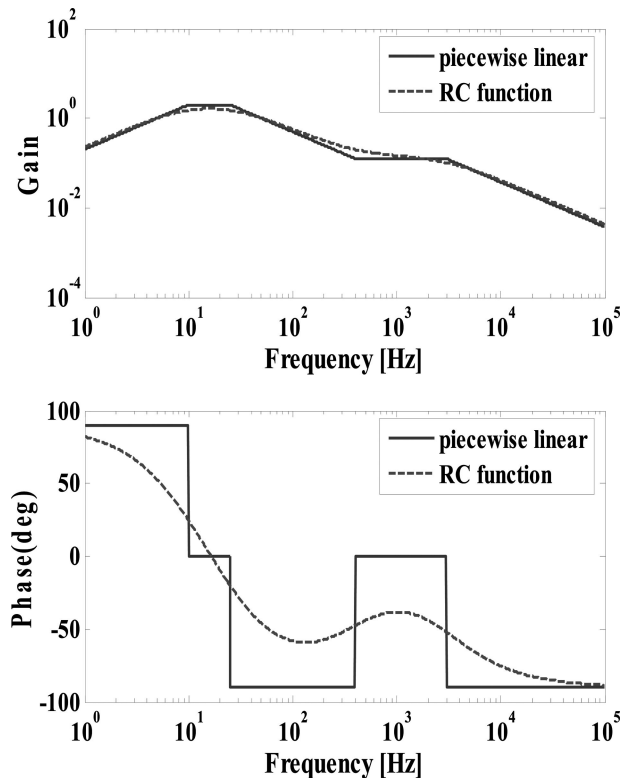 10^2
10^0
10^-2
10^-4
Gain
piecewise linear
RC function
10^0 10^1 10^2 10^3 10^4 10^5
Frequency [Hz]
100
50
0
-50
-100
Phase(deg)
piecewise linear
RC function
10^0 10^1 10^2 10^3 10^4 10^5
Frequency [Hz]